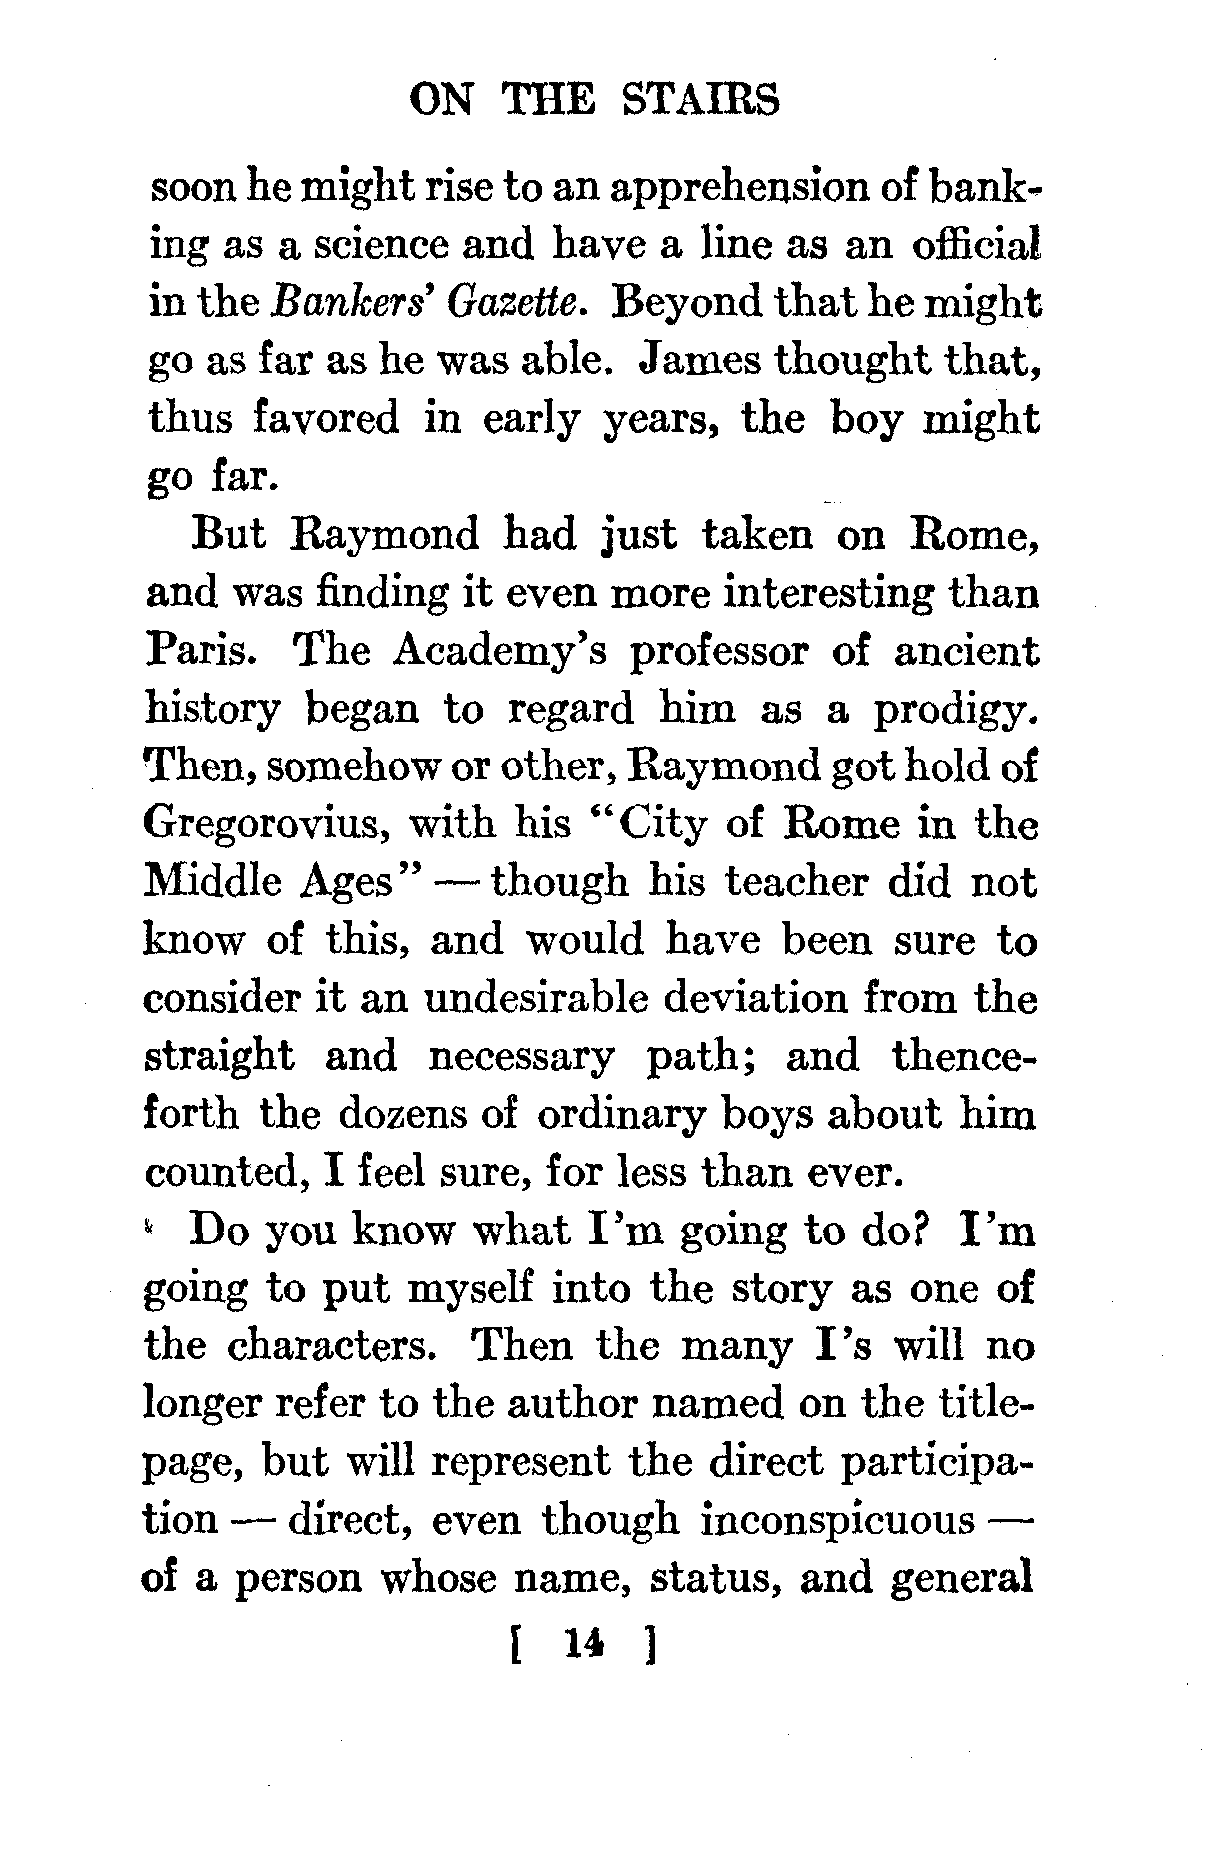 ON THE STAIRS
soon he might rise to an apprehension of bank-
ing as a science and have a line as an official
in the Bankers' Gazette. Beyond that he might
go as far as he was able. James thought that,
thus favored in early years, the boy might
go far.
But Raymond had just taken on Rome,
and was finding it even more interesting than
Paris. The Academy's professor of ancient
history began to regard him as a prodigy.
Then, somehow or other, Raymond got hold of
Gregorovius, with his "City of Rome in the
Middle Ages" — though his teacher did not
know of this, and would have been sure to
consider it an undesirable deviation from the
straight and necessary path; and thence-
forth the dozens of ordinary boys about him
counted, I feel sure, for less than ever.
Do you know what I'm going to do? I'm
going to put myself into the story as one of
the characters. Then the many I's will no
longer refer to the author named on the title-
page, but will represent the direct participa-
tion — direct, even though inconspicuous —
of a person whose name, status, and general
[ 14 ]